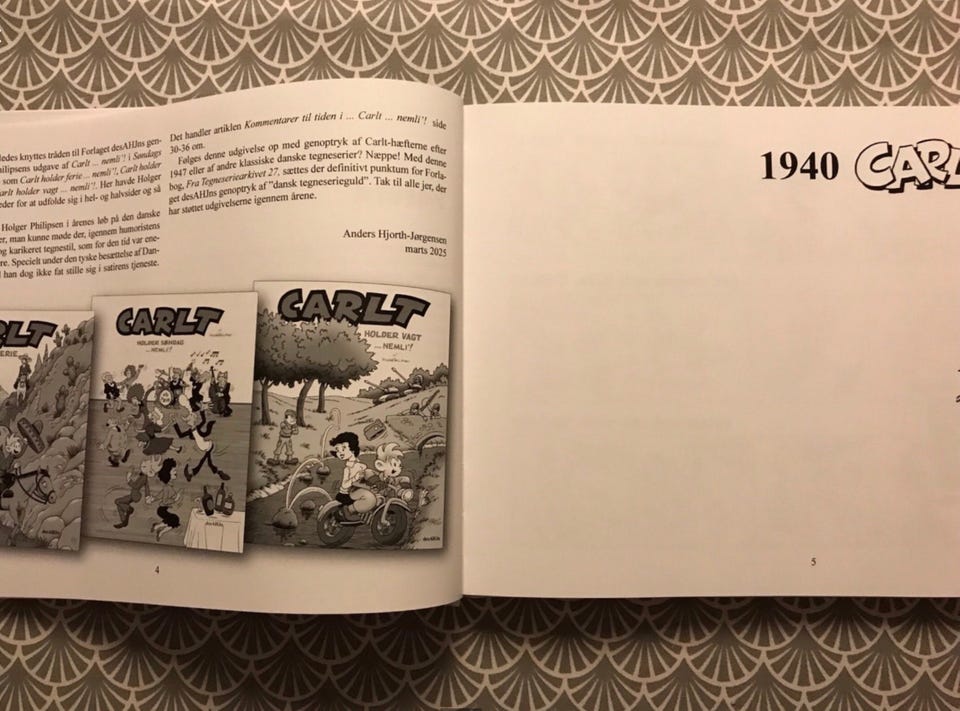 ledes knyttes tråden til Forlaget desAHJns gen-
hilipsens udgave af Carlt ... nemli'! i Søndags
som Carlt holder ferie ... nemli'!, Carlt holder
arlt holder vagt ... nemli'!. Her havde Holger
eder for at udfolde sig i hel- og halvsider og så
Holger Philipsen i årenes løb på den danske
er, man kunne møde der, igennem humoristens
og karikeret tegnestil, som for den tid var ene-
re. Specielt under den tyske besættelse af Dan-
l han dog ikke fat stille sig i satirens tjeneste.
Det handler artiklen Kommentarer til tiden i ... Carlt ... nemli'! side
30-36 om.
Følges denne udgivelse op med genoptryk af Carlt-hæfterne efter
1947 eller af andre klassiske danske tegneserier? Næppe! Med denne
bog, Fra Tegneseriearkivet 27, sættes der definitivt punktum for Forla-
get desAHJns genoptryk af "dansk tegneserieguld". Tak til alle jer, der
har støttet udgivelserne igennem årene.
Anders Hjorth-Jørgensen
marts 2025
RLT
ERIE
CARLT
HOLDER SØNDAG
...NEMLI'!
CARLT
HOLDER VAGT
...NEMLI'!
4
1940 CARL
5